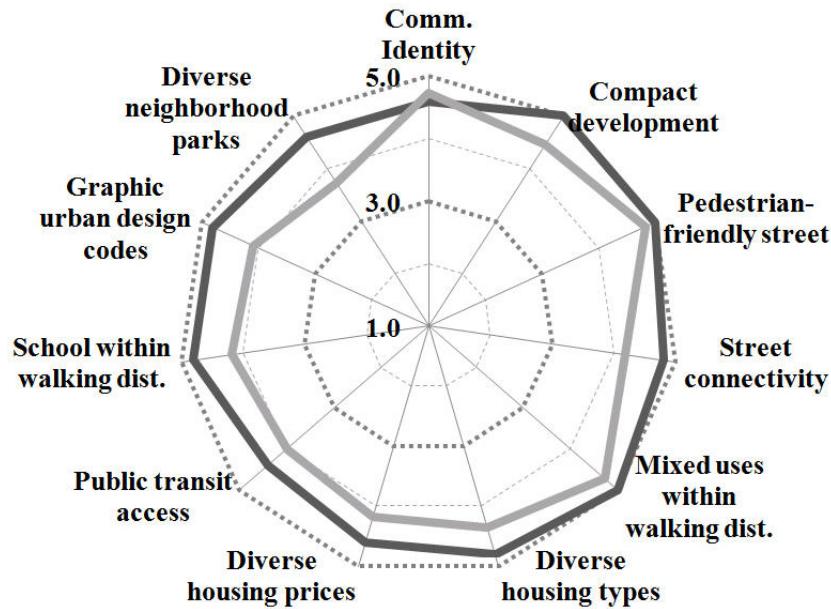 Comm.
Identity
5.0
Compact
development
Pedestrian-
friendly street
Street
connectivity
Mixed uses
within
walking dist.
Diverse
housing types
Diverse
housing prices
Public transit
access
School within
walking dist.
Graphic
urban design
codes
Diverse
neighborhood
parks
3.0
1.0